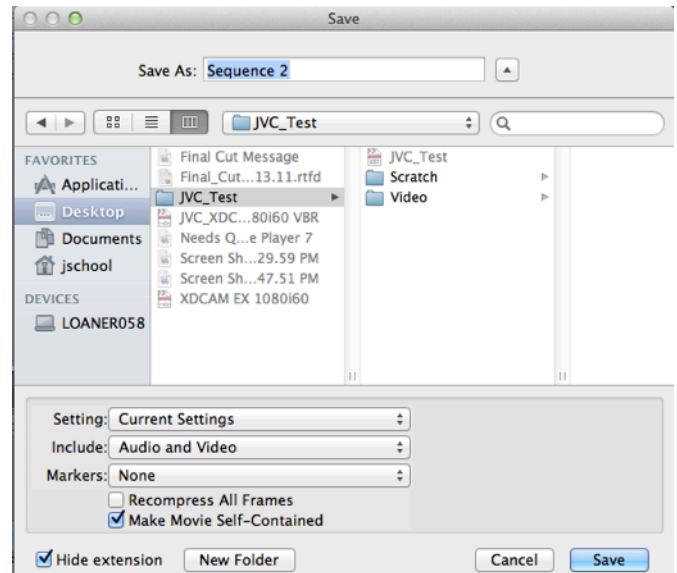 Save
Save As: Sequence 2
JVC_Test
FAVORITES
Applicati...
Desktop
Documents
jschool
DEVICES
LOANER058
Final Cut Message
Final_Cut...13.11.rtfd
JVC_Test
JVC_XDC...80i60 VBR
Needs Q...e Player 7
Screen Sh...29.59 PM
Screen Sh...47.51 PM
XDCAM EX 1080i60
JVC_Test
Scratch
Video
Setting: Current Settings
Include: Audio and Video
Markers: None
Recompress All Frames
Make Movie Self-Contained
Hide extension New Folder Cancel Save